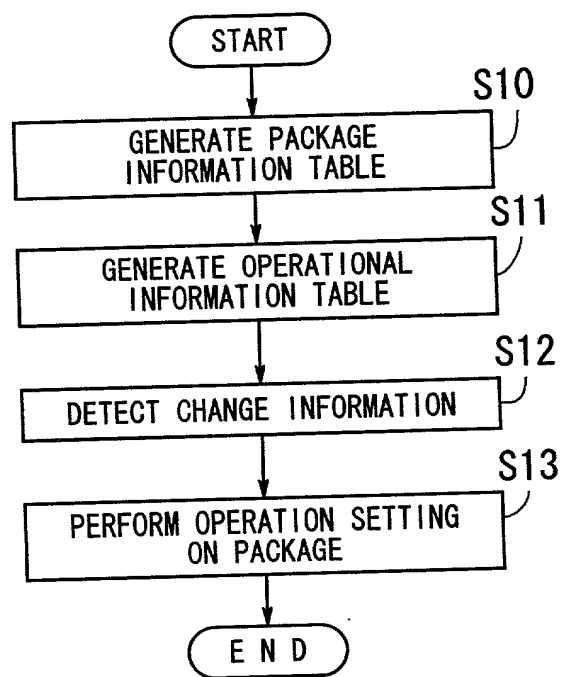 START
S10
GENERATE PACKAGE
INFORMATION TABLE
S11
GENERATE OPERATIONAL
INFORMATION TABLE
S12
DETECT CHANGE INFORMATION
S13
PERFORM OPERATION SETTING
ON PACKAGE
END